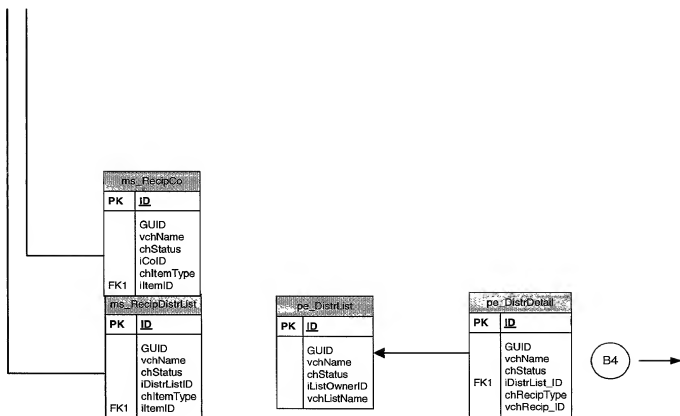 ms_RecipCo
PK ID
GUID
vchName
chStatus
iCoID
chItemType
FK1 iItemID
ms_RecipDistrList
PK ID
GUID
vchName
chStatus
iDistrListID
chItemType
FK1 iItemID
pe_DistrList
PK ID
GUID
vchName
chStatus
iListOwnerID
vchListName
pe_DistrDetail
PK ID
GUID
vchName
chStatus
FK1 iDistrList_ID
chRecipType
vchRecip_ID
B4